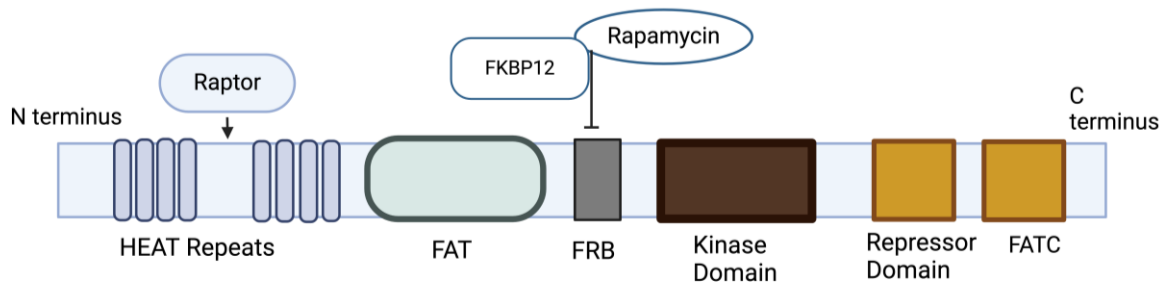 Rapamycin
FKBP12
Raptor
N terminus
C
terminus
HEAT Repeats
FAT
FRB
Kinase
Domain
Repressor
Domain
FATC